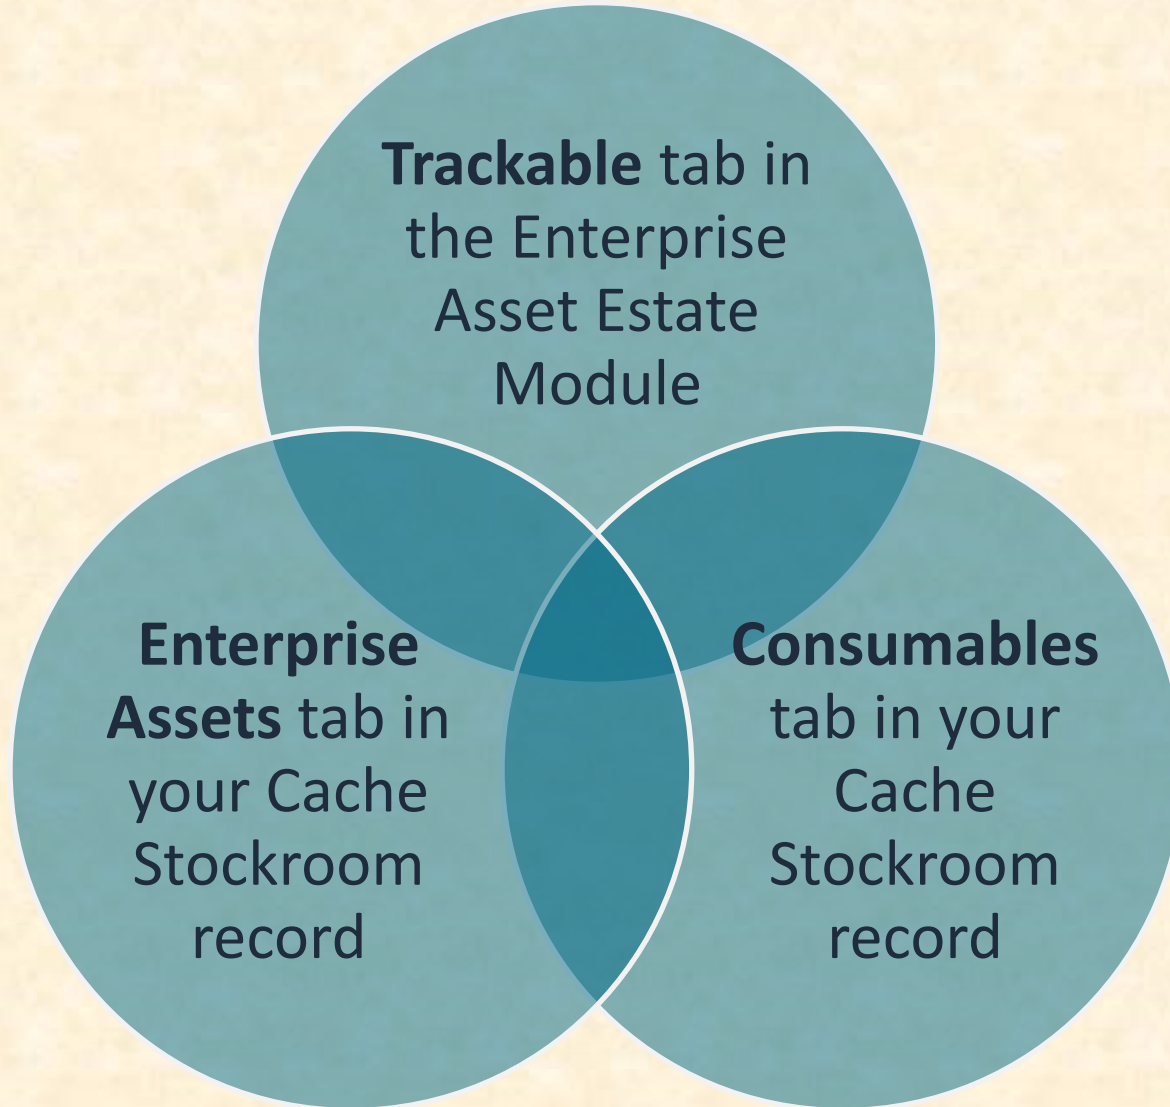 Trackable tab in
the Enterprise
Asset Estate
Module
Enterprise
Assets tab in
your Cache
Stockroom
record
Consumables
tab in your
Cache
Stockroom
record